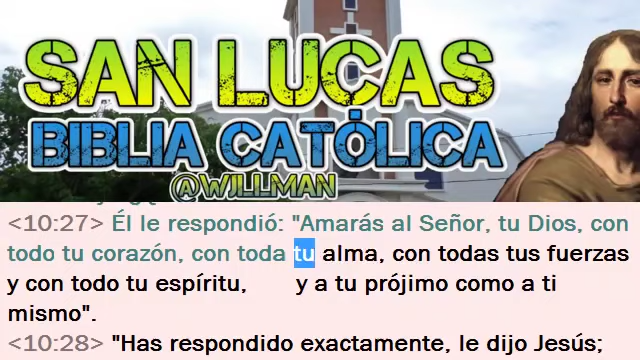 SAN LUCAS
BIBLIA CATÓLICA
@WJLLMAN
<10:27> Él le respondió: "Amarás al Señor, tu Dios, con
todo tu corazón, con toda tu alma, con todas tus fuerzas
y con todo tu espíritu, y a tu prójimo como a ti
mismo".
<10:28> "Has respondido exactamente, le dijo Jesús;